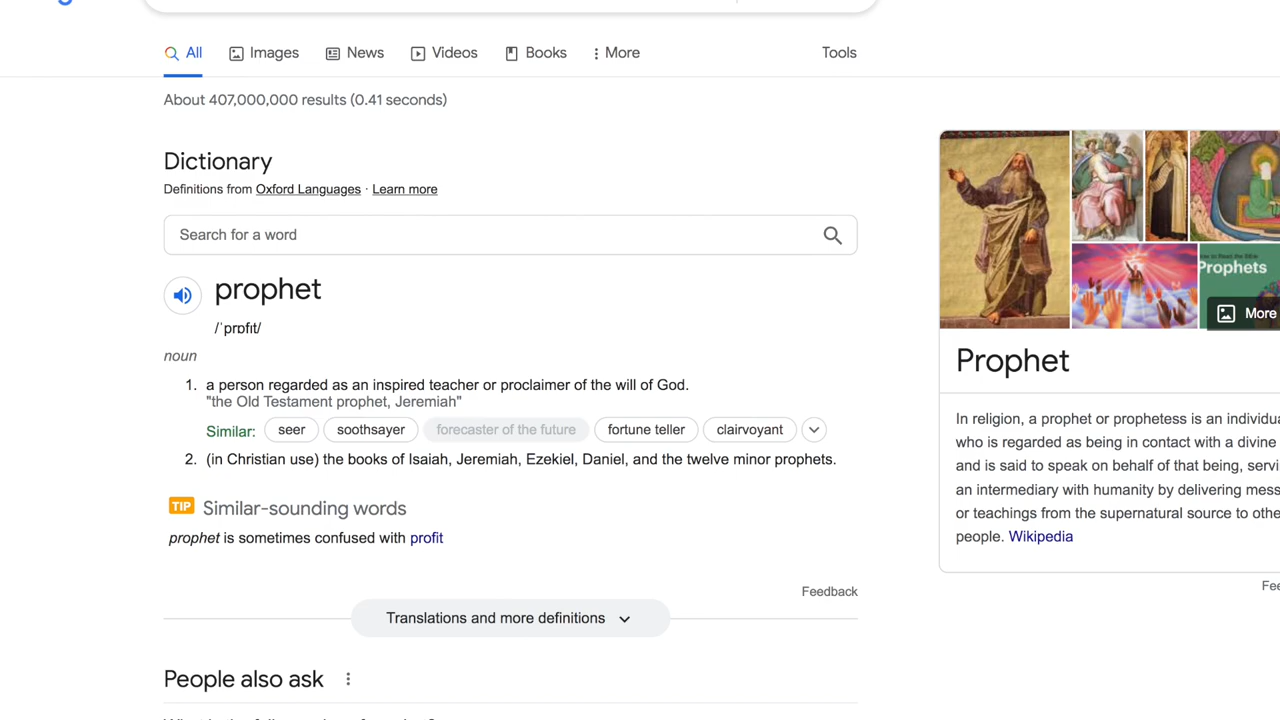 All Images News Videos Books More Tools
About 407,000,000 results (0.41 seconds)
Dictionary
Definitions from Oxford Languages · Learn more
Search for a word
prophet
/ˈprɒfɪt/
noun
1. a person regarded as an inspired teacher or proclaimer of the will of God.
"the Old Testament prophet, Jeremiah"
Similar: seer soothsayer forecaster of the future fortune teller clairvoyant
2. (in Christian use) the books of Isaiah, Jeremiah, Ezekiel, Daniel, and the twelve minor prophets.
TIP Similar-sounding words
prophet is sometimes confused with profit
Feedback
Translations and more definitions
People also ask
Prophets
More
Prophet
In religion, a prophet or prophetess is an individua
who is regarded as being in contact with a divine
and is said to speak on behalf of that being, servi
an intermediary with humanity by delivering mess
or teachings from the supernatural source to othe
people. Wikipedia
Fee